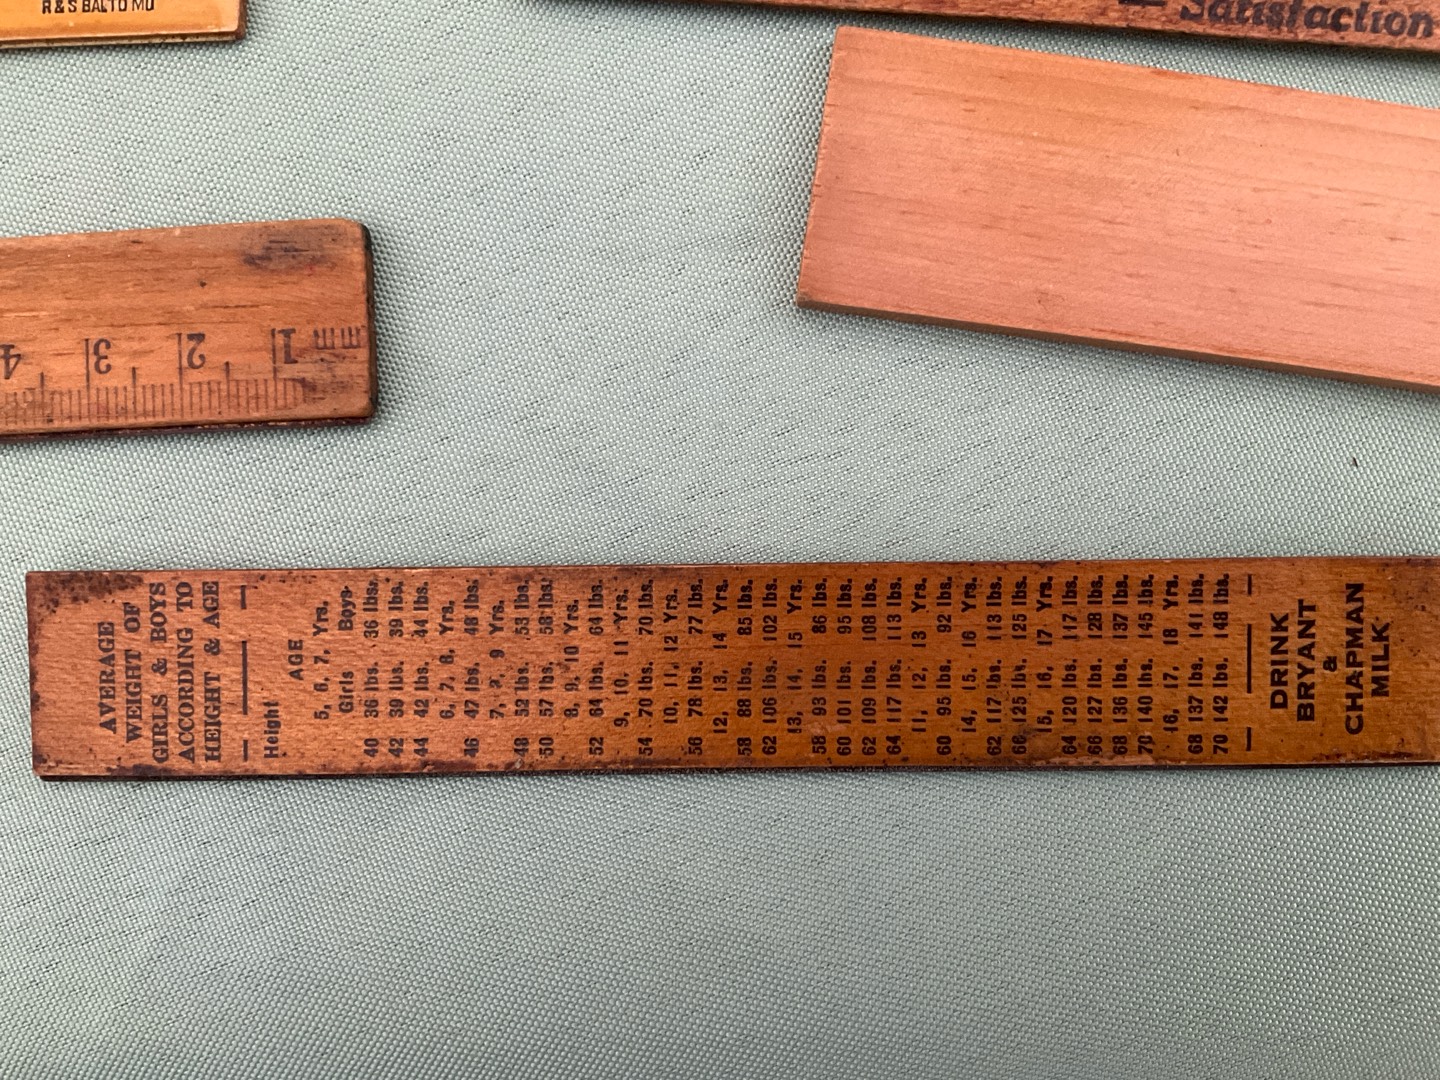 R & S BALTO MD
Satisfaction
4 3 2 1 mm
AVERAGE
WEIGHT OF
GIRLS & BOYS
ACCORDING TO
HEIGHT & AGE
Height AGE
5, 6, 7, Yrs.
Girls Boys
40 36 lbs. 36 lbs.
42 39 lbs. 39 lbs.
44 42 lbs. 44 lbs.
6, 7, 8, Yrs.
46 47 lbs. 48 lbs.
7, 9 Yrs.
48 52 lbs. 53 lbs.
50 57 lbs. 58 lbs.
8, 9, 10 Yrs.
52 64 lbs. 64 lbs.
9, 10, 11 Yrs.
54 70 lbs. 70 lbs.
10, 11, 12 Yrs.
56 78 lbs. 77 lbs.
12, 13, 14 Yrs.
58 88 lbs. 85 lbs.
62 106 lbs. 102 lbs.
13, 14, 15 Yrs.
58 93 lbs. 86 lbs.
60 101 lbs. 95 lbs.
62 109 lbs. 108 lbs.
64 117 lbs. 113 lbs.
11, 12, 13 Yrs.
60 95 lbs. 92 lbs.
14, 15, 16 Yrs.
62 117 lbs. 113 lbs.
66 125 lbs. 125 lbs.
15, 16, 17 Yrs.
64 120 lbs. 117 lbs.
66 127 lbs. 128 lbs.
68 136 lbs. 137 lbs.
70 140 lbs. 145 lbs.
16, 17, 18 Yrs.
68 137 lbs. 141 lbs.
70 142 lbs. 148 lbs.
DRINK
BRYANT
&
CHAPMAN
MILK